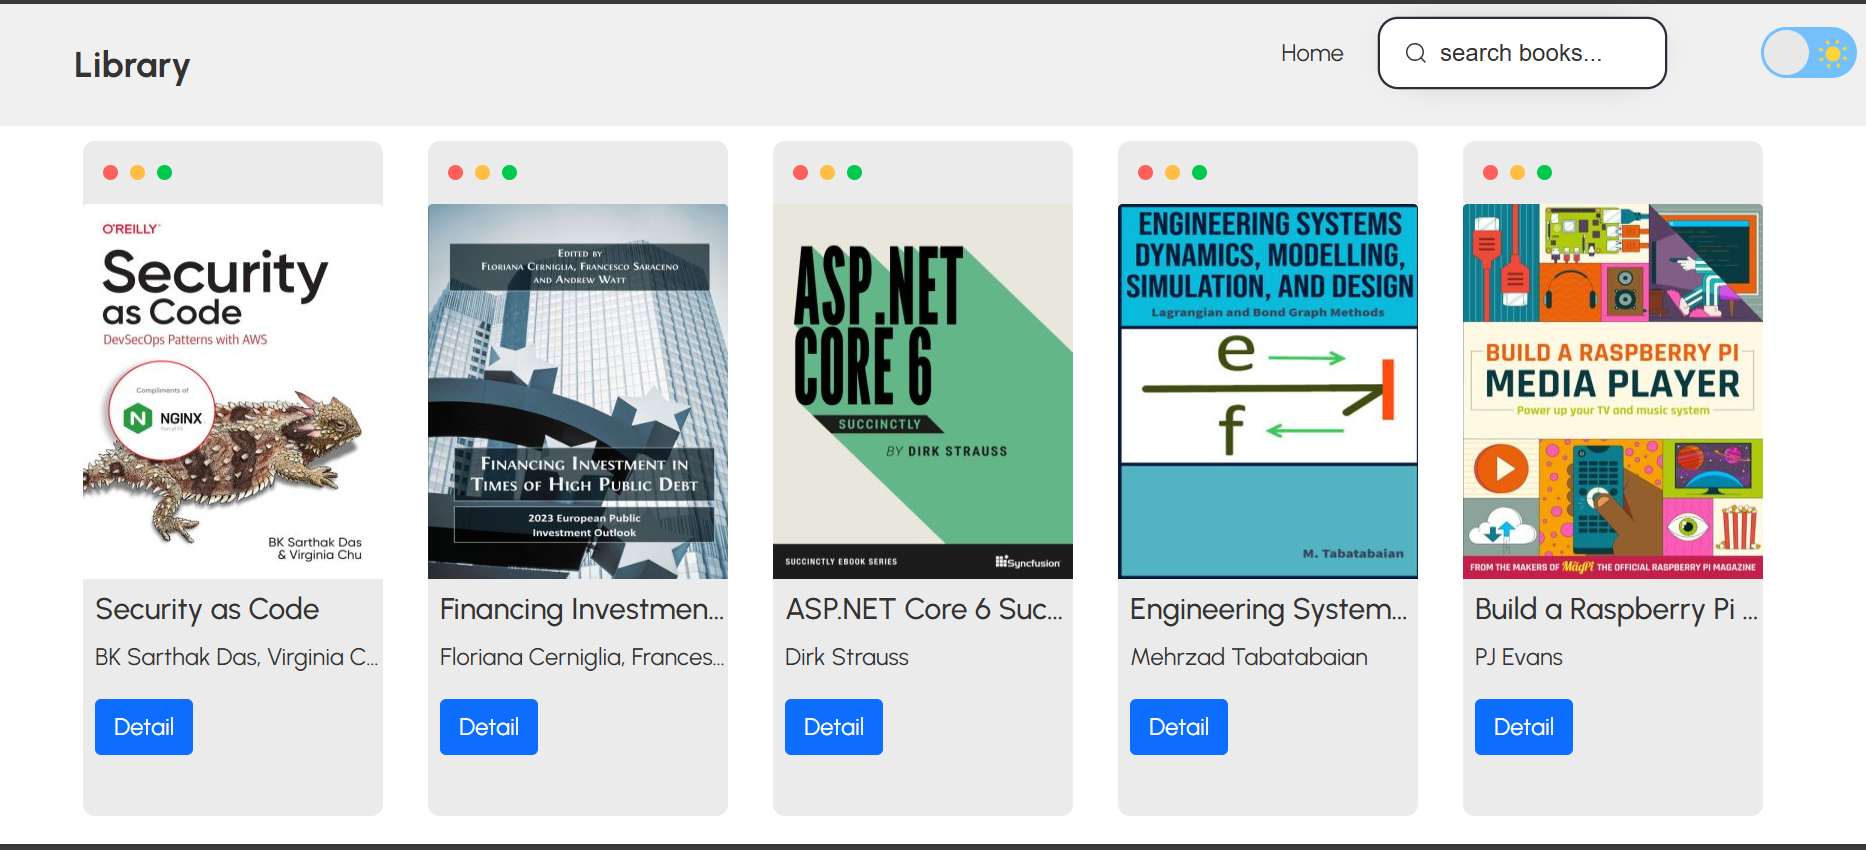 Library
Home
search books...
O'REILLY
Security
as Code
DevSecOps Patterns with AWS
Compliments of
N
NGINX
BK Sarthak Das
& Virginia Chu
Security as Code
BK Sarthak Das, Virginia C...
Detail
EDITED BY
FLORIANA CERNIGLIA, FRANCESCO SARACENO
AND ANDREW WATT
FINANCING INVESTMENT IN
TIMES OF HIGH PUBLIC DEBT
2023 European Public
Investment Outlook
Financing Investmen...
Floriana Cerniglia, Frances...
Detail
ASP.NET
CORE 6
SUCCINCTLY
BY DIRK STRAUSS
SUCCINCTLY EBOOK SERIES
Syncfusion
ASP.NET Core 6 Suc...
Dirk Strauss
Detail
ENGINEERING SYSTEMS
DYNAMICS, MODELLING,
SIMULATION, AND DESIGN
Lagrangian and Bond Graph Methods
e
f
M. Tabatabaian
Engineering System...
Mehrzad Tabatabaian
Detail
BUILD A RASPBERRY PI
MEDIA PLAYER
Power up your TV and music system
FROM THE MAKERS OF MagPi THE OFFICIAL RASPBERRY PI MAGAZINE
Build a Raspberry Pi ...
PJ Evans
Detail